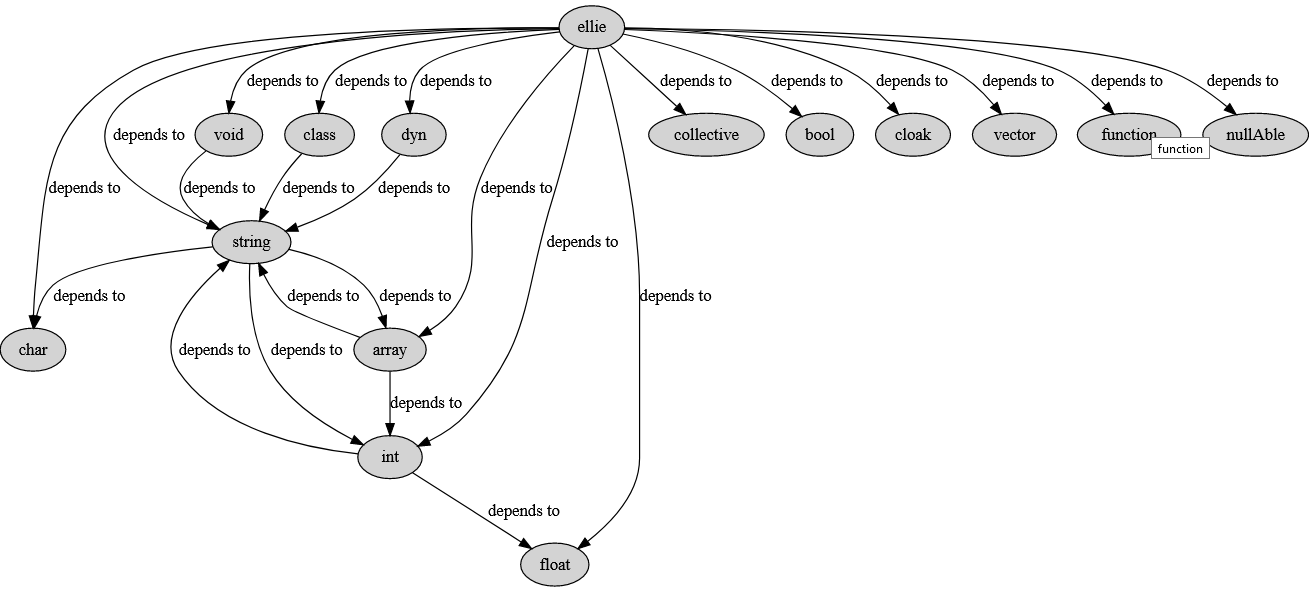 ellie
depends to
depends to
depends to
depends to
depends to
depends to
depends to
depends to
depends to
depends to
void
class
dyn
collective
bool
cloak
vector
function
nullAble
function
depends to
depends to
depends to
depends to
depends to
string
depends to
depends to
depends to
depends to
depends to
char
depends to
depends to
array
depends to
int
depends to
float